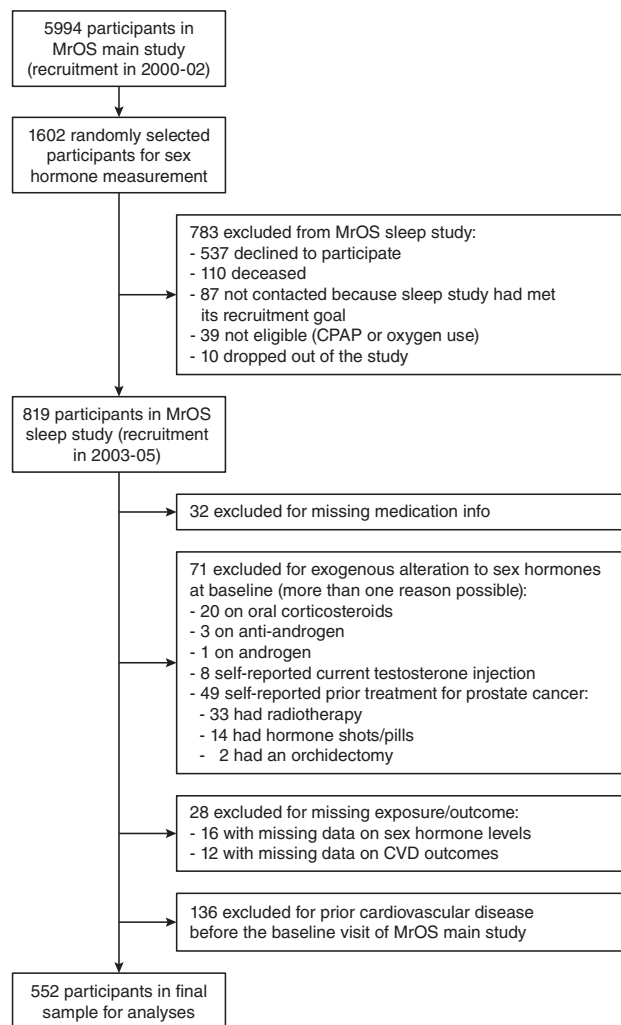 5994 participants in
MrOS main study
(recruitment in 2000-02)
1602 randomly selected
participants for sex
hormone measurement
783 excluded from MrOS sleep study:
- 537 declined to participate
- 110 deceased
- 87 not contacted because sleep study had met
its recruitment goal
- 39 not eligible (CPAP or oxygen use)
- 10 dropped out of the study
819 participants in MrOS
sleep study (recruitment
in 2003-05)
32 excluded for missing medication info
71 excluded for exogenous alteration to sex hormones
at baseline (more than one reason possible):
- 20 on oral corticosteroids
- 3 on anti-androgen
- 1 on androgen
- 8 self-reported current testosterone injection
- 49 self-reported prior treatment for prostate cancer:
- 33 had radiotherapy
- 14 had hormone shots/pills
- 2 had an orchidectomy
28 excluded for missing exposure/outcome:
- 16 with missing data on sex hormone levels
- 12 with missing data on CVD outcomes
136 excluded for prior cardiovascular disease
before the baseline visit of MrOS main study
552 participants in final
sample for analyses